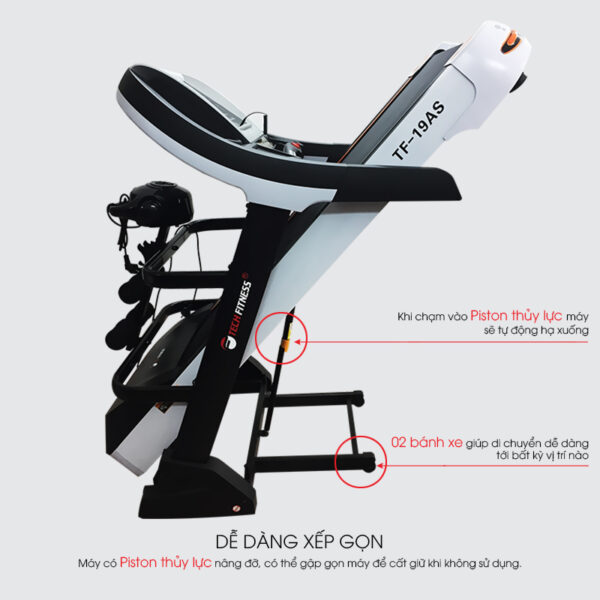 TF-19AS
TECH FITNESS®
Khi chạm vào Piston thủy lực máy
sẽ tự động hạ xuống
02 bánh xe giúp di chuyển dễ dàng
tới bất kỳ vị trí nào
DỄ DÀNG XẾP GỌN
Máy có Piston thủy lực nâng đỡ, có thể gập gọn máy để cất giữ khi không sử dụng.